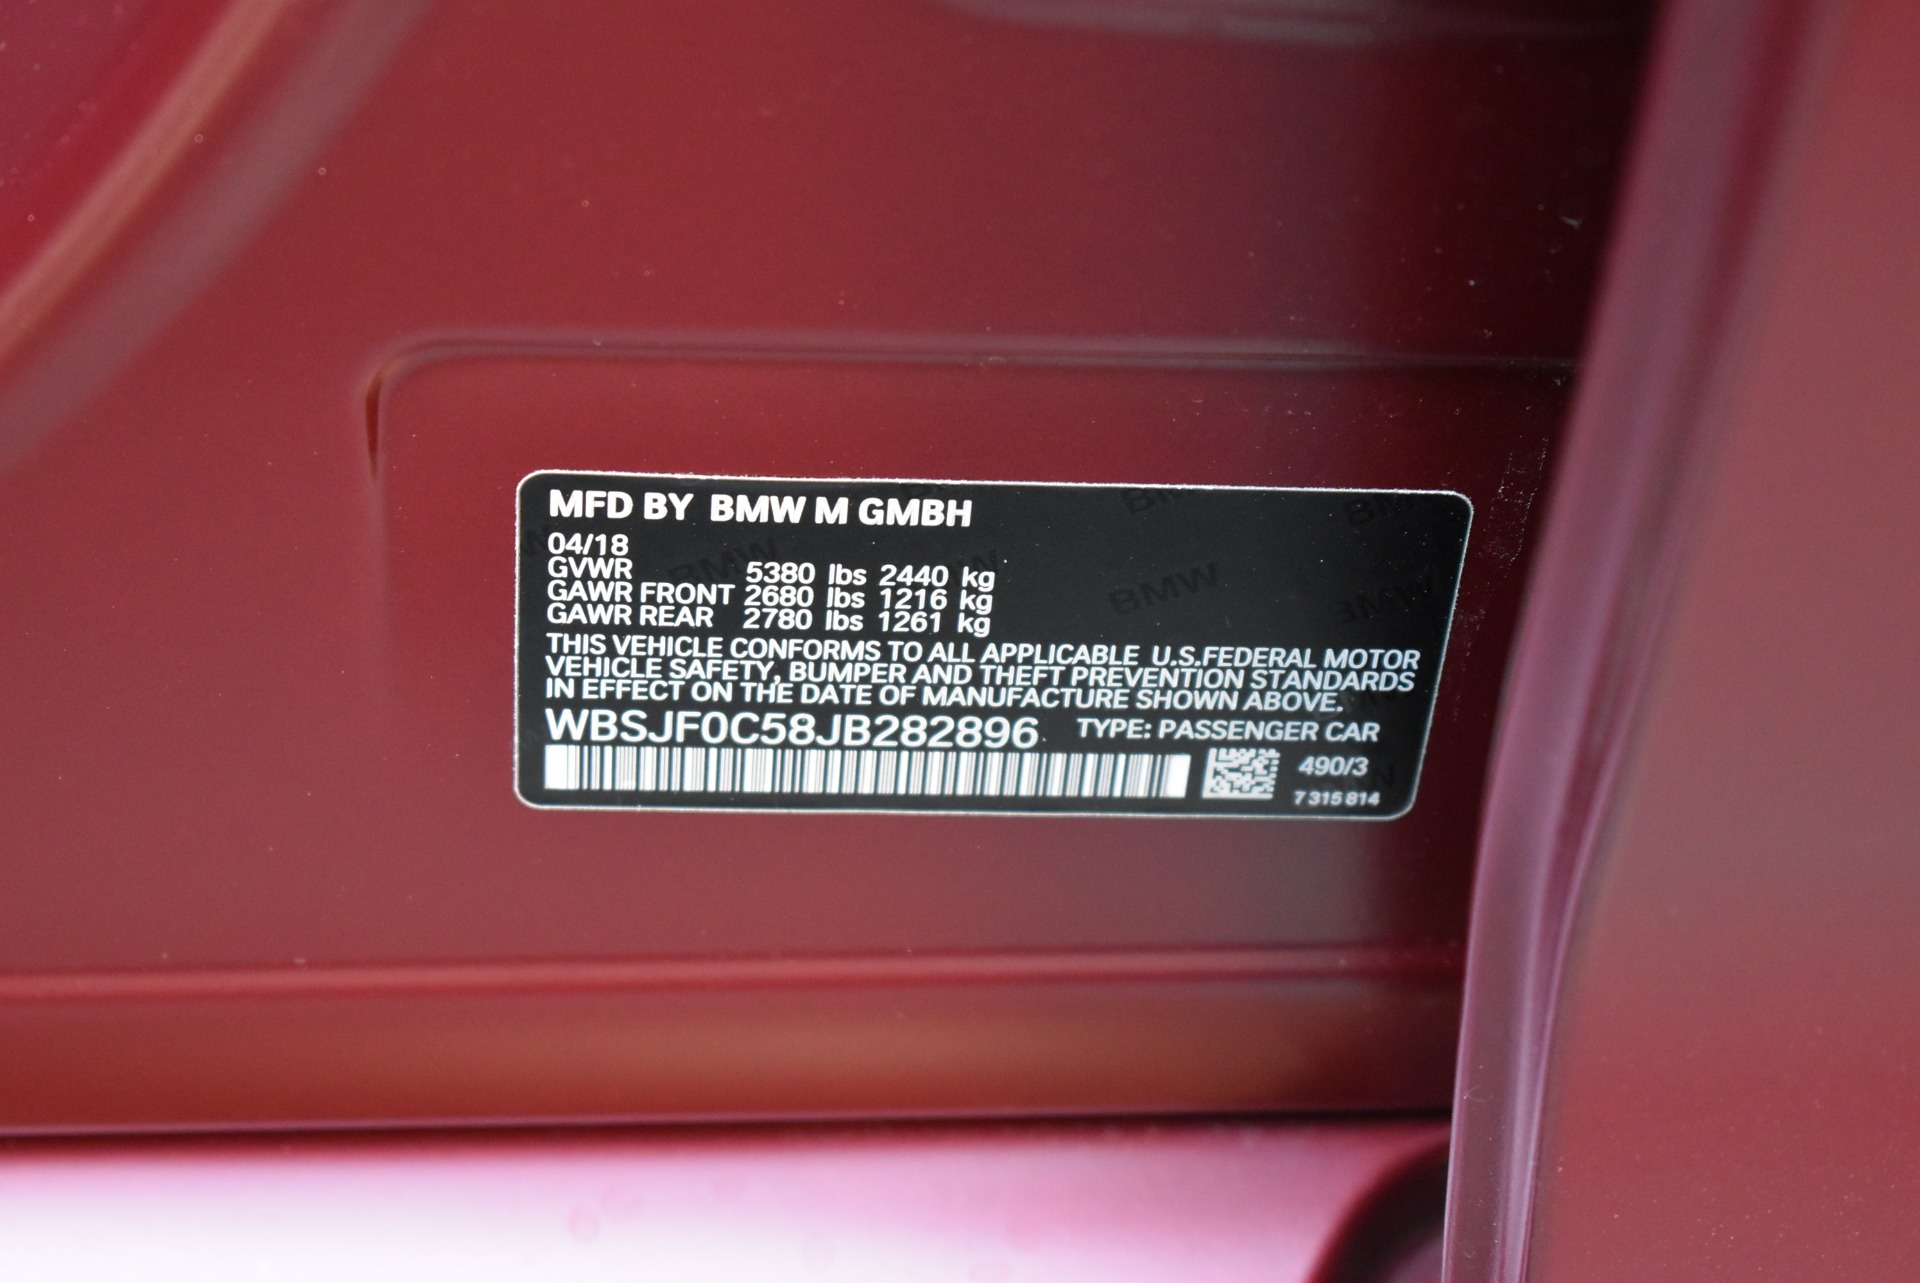 MFD BY BMW M GMBH
04/18
GVWR 5380 lbs 2440 kg
GAWR FRONT 2680 lbs 1216 kg
GAWR REAR 2780 lbs 1261 kg
THIS VEHICLE CONFORMS TO ALL APPLICABLE U.S.FEDERAL MOTOR
VEHICLE SAFETY, BUMPER AND THEFT PREVENTION STANDARDS
IN EFFECT ON THE DATE OF MANUFACTURE SHOWN ABOVE.
WBSJF0C58JB282896 TYPE: PASSENGER CAR
490/3
7 315 814